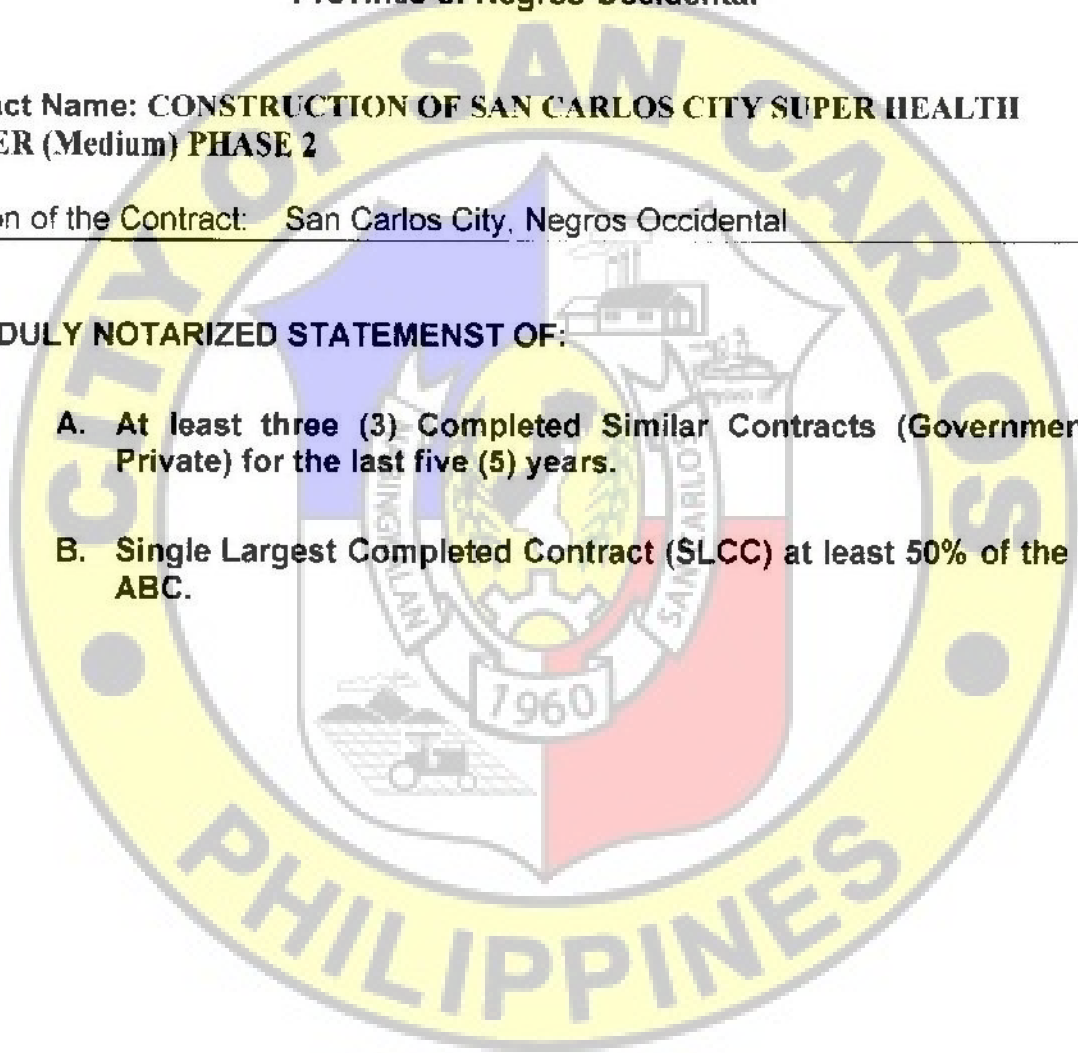 Province of Negros Occidental
act Name: CONSTRUCTION OF SAN CARLOS CITY SUPER HEALTH
ER (Medium) PHASE 2
on of the Contract: San Carlos City, Negros Occidental
DULY NOTARIZED STATEMENST OF:
A. At least three (3) Completed Similar Contracts (Governmen
Private) for the last five (5) years.
B. Single Largest Completed Contract (SLCC) at least 50% of the
ABC.
CITY OF SAN CARLOS
SAN CARLOS
1960
PHILIPPINES